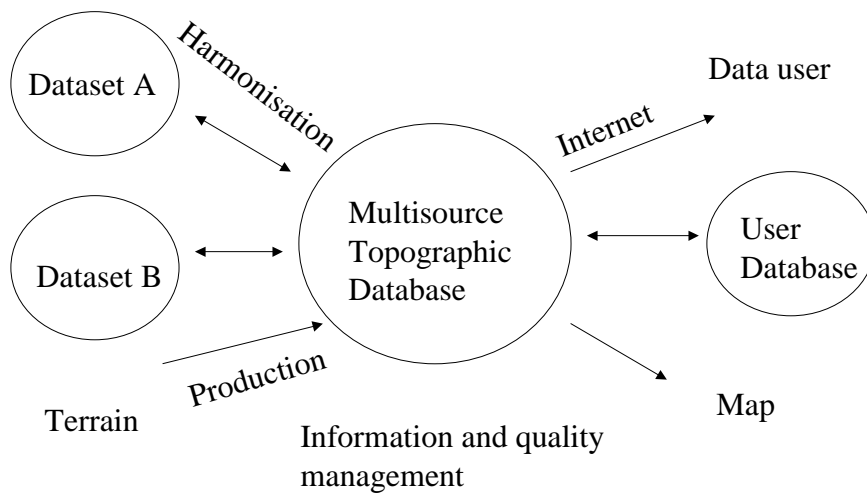 Dataset A
Harmonisation
Data user
Internet
Multisource
Topographic
Database
User
Database
Dataset B
Production
Terrain
Map
Information and quality
management